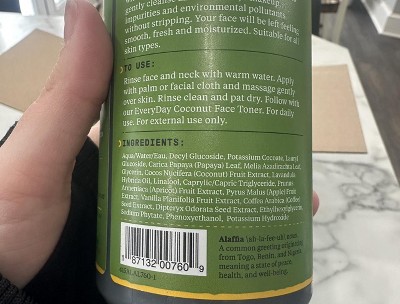 gently cleanse
impurities and environmental pollutants,
without stripping. Your face will be left feeling
smooth, fresh and moisturized. Suitable for all
skin types.
TO USE:
Rinse face and neck with warm water. Apply
with palm or facial cloth and massage gently
over skin. Rinse clean and pat dry. Follow with
our EveryDay Coconut Face Toner. For daily
use. For external use only.
INGREDIENTS:
Aqua/Water/Eau, Decyl Glucoside, Potassium Cocoate, Lauryl
Glucoside, Carica Papaya (Papaya) Leaf, Melia Azadirachta Leaf,
Glycerin, Cocos Nucifera (Coconut) Fruit Extract, Lavandula
Hybrida Oil, Linalool, Caprylic/Capric Triglyceride, Prunus
Armeniaca (Apricot) Fruit Extract, Pyrus Malus (Apple) Fruit
Extract, Vanilla Planifolia Fruit Extract, Coffea Arabica (Coffee)
Seed Extract, Dipteryx Odorata Seed Extract, Ethylhexylglycerin,
Sodium Phytate, Phenoxyethanol, Potassium Hydroxide
Alaffia (ah-la-fee-ah) noun:
A common greeting originating
from Togo, Benin, and Nigeria
meaning a state of peace,
health, and well-being.
1 87132 00760 9